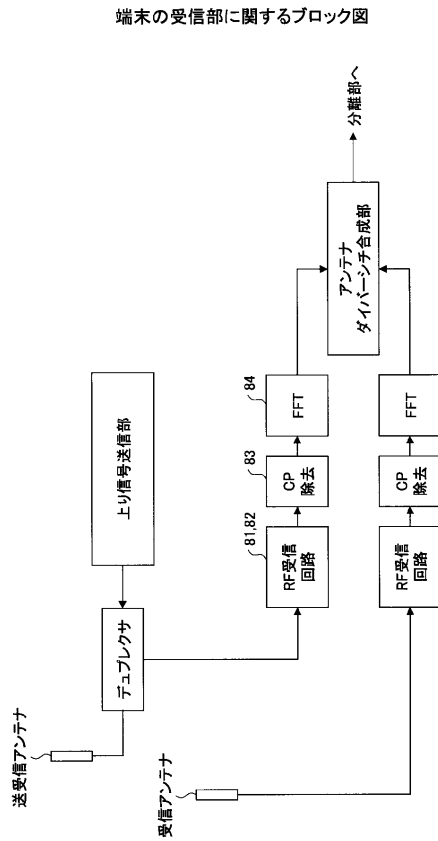 端末の受信部に関するブロック図
送受信アンテナ
デュプレクサ
上り信号送信部
受信アンテナ
81,82
RF受信
回路
83
CP
除去
84
FFT
アンテナ
ダイバーシチ合成部
分離部へ
RF受信
回路
CP
除去
FFT